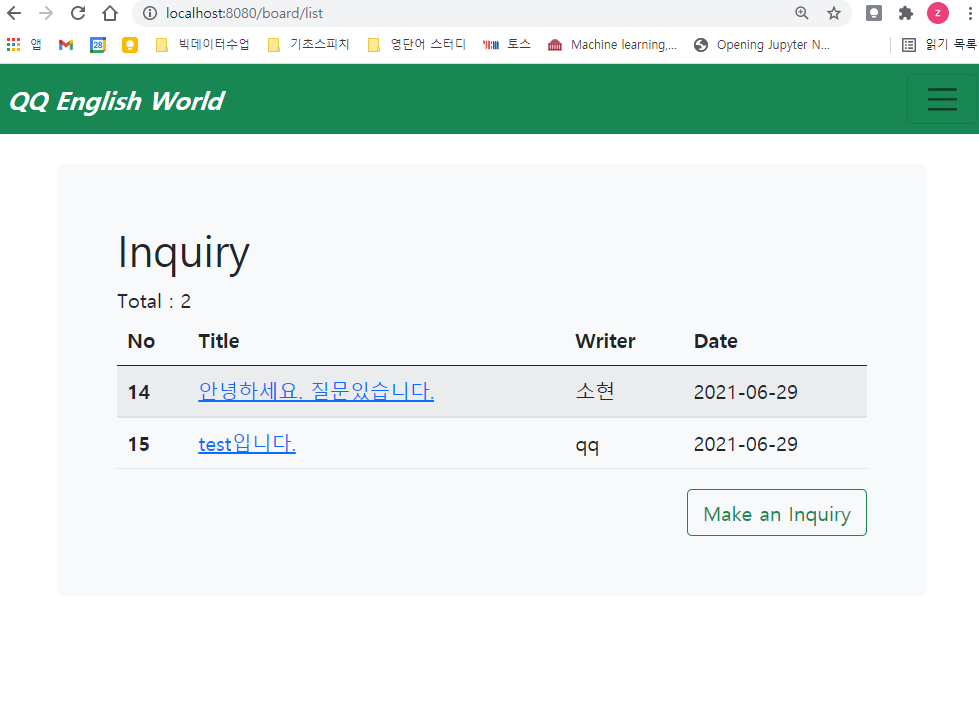 localhost:8080/board/list
z
앱
28
빅데이터수업
기초스피치
영단어 스터디
토스
Machine learning,...
Opening Jupyter N...
읽기 목록
QQ English World
Inquiry
Total : 2
No Title Writer Date
14 안녕하세요. 질문있습니다. 소현 2021-06-29
15 test입니다. qq 2021-06-29
Make an Inquiry